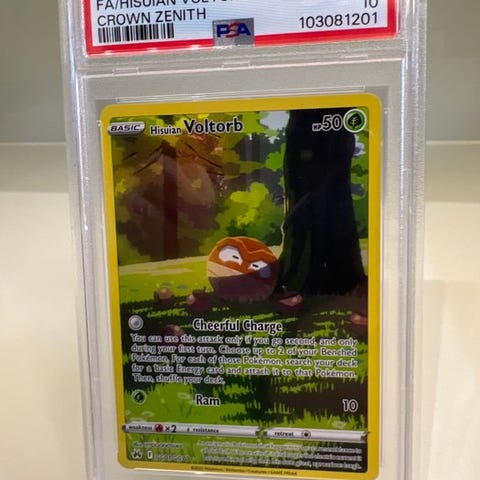 FA/HISUIAN VOLTOR
10
CROWN ZENITH
PSA
103081201
BASIC Hisuian Voltorb HP50
Cheerful Charge
You can use this attack only if you go second, and only
during your first turn. Choose up to 2 of your Benched
Pokémon. For each of those Pokémon, search your deck
for a basic Energy card and attach it to that Pokémon.
Then, shuffle your deck.
Ram 10
weakness ×2 resistance retreat